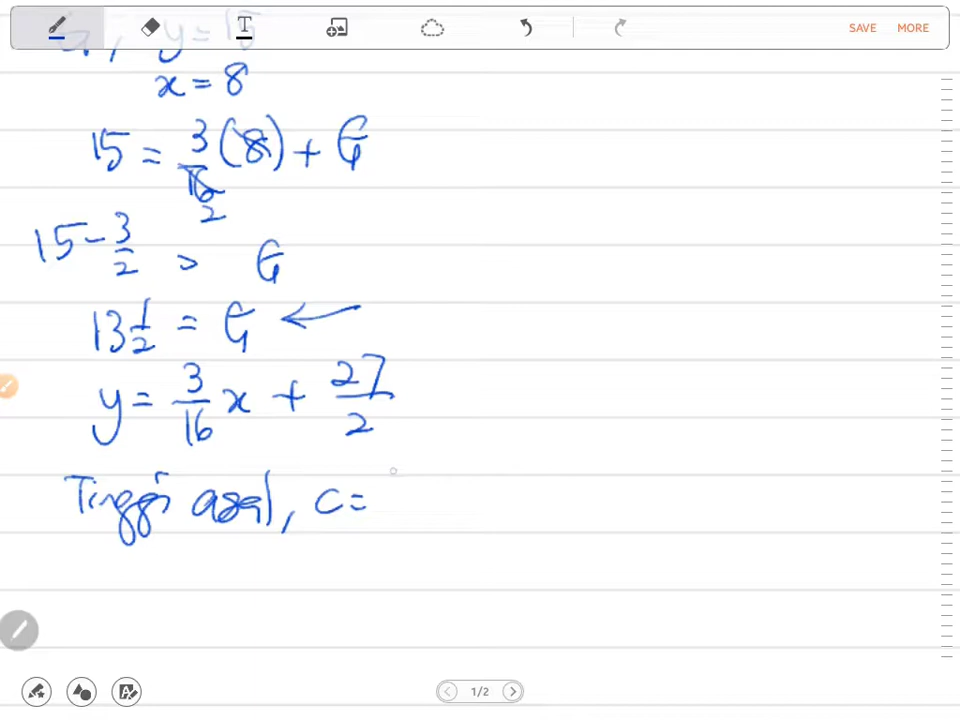 T
SAVE
MORE
y = 15
x = 8
15 = 3/16 (8) + C
2
15 - 3/2 = C
13 1/2 = C ←
y = 3/16 x + 27/2
Tinggi asal, c =
A
1/2